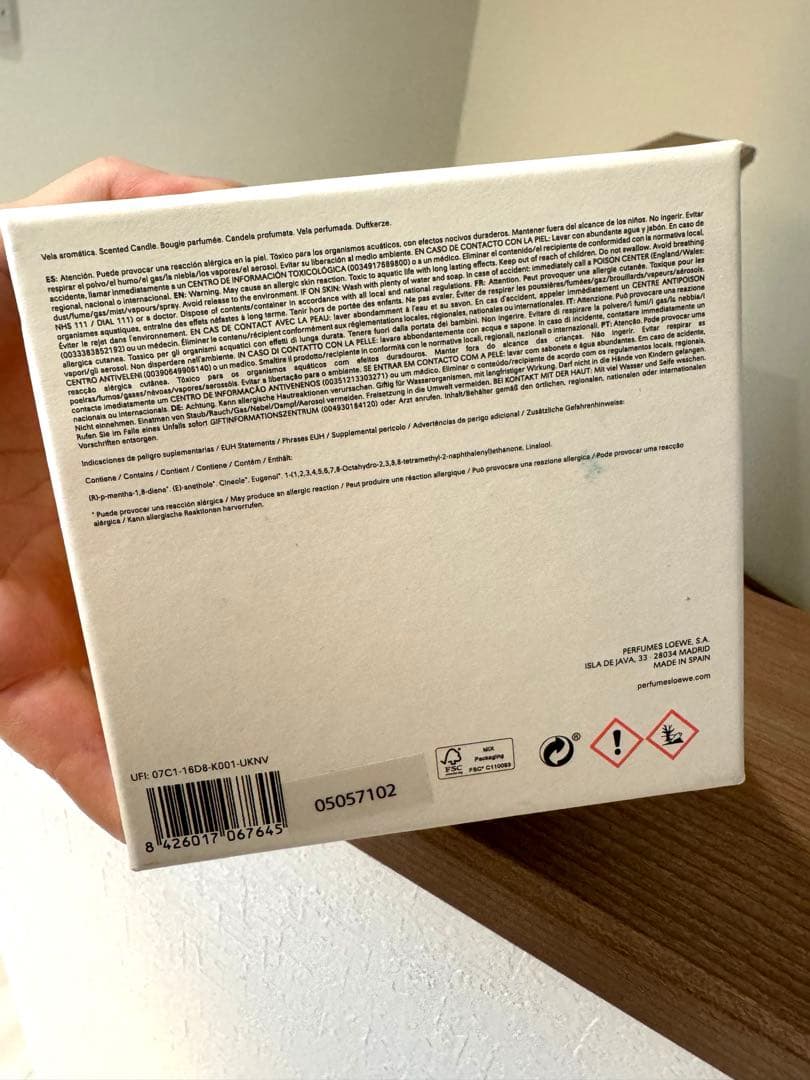 Vela aromática. Scented Candle. Bougie parfumée. Candela profumata. Vela perfumada. Duftkerze.
ES: Atención. Puede provocar una reacción alérgica en la piel. Tóxico para los organismos acuáticos, con efectos nocivos duraderos. Mantener fuera del alcance de los niños. No ingerir. Evitar
respirar el polvo/el humo/el gas/la niebla/los vapores/el aerosol. Evitar su liberación al medio ambiente. EN CASO DE CONTACTO CON LA PIEL: Lavar con abundante agua y jabón. En caso de
accidente, llamar inmediatamente a un CENTRO DE INFORMACIÓN TOXICOLÓGICA (0034917689800) o a un médico. Eliminar el contenido/el recipiente de conformidad con la normativa local,
regional, nacional o internacional. EN: Warning. May cause an allergic skin reaction. Toxic to aquatic life with long lasting effects. Keep out of reach of children. Do not swallow. Avoid breathing
dust/fume/gas/mist/vapours/spray. Avoid release to the environment. IF ON SKIN: Wash with plenty of water and soap. In case of accident: immediately call a POISON CENTER (England/Wales:
NHS 111 / DIAL 111) or a doctor. Dispose of contents/container in accordance with all local and national regulations. FR: Attention. Peut provoquer une allergie cutanée. Toxique pour les
organismes aquatiques, entraîne des effets néfastes à long terme. Tenir hors de portée des enfants. Ne pas avaler. Éviter de respirer les poussières/fumées/gaz/brouillards/vapeurs/aérosols.
Éviter le rejet dans l'environnement. EN CAS DE CONTACT AVEC LA PEAU: laver abondamment à l'eau et au savon. En cas d'accident, appeler immédiatement un CENTRE ANTIPOISON
(0033383852192) ou un médecin. Éliminer le contenu/récipient conformément aux réglementations locales, régionales, nationales ou internationales. IT: Attenzione. Può provocare una reazione
allergica cutanea. Tossico per gli organismi acquatici con effetti di lunga durata. Tenere fuori dalla portata dei bambini. Non ingerire. Evitare di respirare la polvere/i fumi/i gas/la nebbia/i
vapori/gli aerosol. Non disperdere nell'ambiente. IN CASO DI CONTATTO CON LA PELLE: lavare abbondantemente con acqua e sapone. In caso di incidente, contattare immediatamente un
CENTRO ANTIVELENI (00390649906140) o un medico. Smaltire il prodotto/recipiente in conformità con le normative locali, regionali, nazionali o internazionali. PT: Atenção. Pode provocar uma
reacção alérgica cutânea. Tóxico para os organismos aquáticos com efeitos duradouros. Manter fora do alcance das crianças. Não ingerir. Evitar respirar as
poeiras/fumos/gases/névoas/vapores/aerossóis. Evitar a libertação para o ambiente. SE ENTRAR EM CONTACTO COM A PELE: lavar com sabonete e água abundantes. Em caso de acidente,
contacte imediatamente um CENTRO DE INFORMAÇÃO ANTIVENENOS (00351213303271) ou um médico. Eliminar o conteúdo/recipiente de acordo com os regulamentos locais, regionais,
nacionais ou internacionais. DE: Achtung. Kann allergische Hautreaktionen verursachen. Giftig für Wasserorganismen, mit langfristiger Wirkung. Darf nicht in die Hände von Kindern gelangen.
Nicht einnehmen. Einatmen von Staub/Rauch/Gas/Nebel/Dampf/Aerosol vermeiden. Freisetzung in die Umwelt vermeiden. BEI KONTAKT MIT DER HAUT: Mit viel Wasser und Seife waschen.
Rufen Sie im Falle eines Unfalls sofort GIFTINFORMATIONSZENTRUM (004930184120) oder Arzt anrufen. Inhalt/Behälter gemäß den örtlichen, regionalen, nationalen oder internationalen
Vorschriften entsorgen.
Indicaciones de peligro suplementarias / EUH Statements / Phrases EUH / Supplemental pericolo / Advertências de perigo adicional / Zusätzliche Gefahrenhinweise:
Contiene / Contains / Contient / Contiene / Contém / Enthält:
(R)-p-mentha-1,8-diene*. (E)-anethole*. Cineole*. Eugenol*. 1-(1,2,3,4,5,6,7,8-Octahydro-2,3,8,8-tetramethyl-2-naphthalenyl)ethanone, Linalool.
* Puede provocar una reacción alérgica / May produce an allergic reaction / Peut produire une réaction allergique / Può provocare una reazione allergica / Pode provocar uma reacção
alérgica / Kann allergische Reaktionen hervorrufen.
PERFUMES LOEWE, S.A.
ISLA DE JAVA, 33 · 28034 MADRID
MADE IN SPAIN
perfumesloewe.com
UFI: 07C1-16D8-K001-UKNV
8 426017 067645
05057102
FSC
MIX
Packaging
FSC® C110093
®